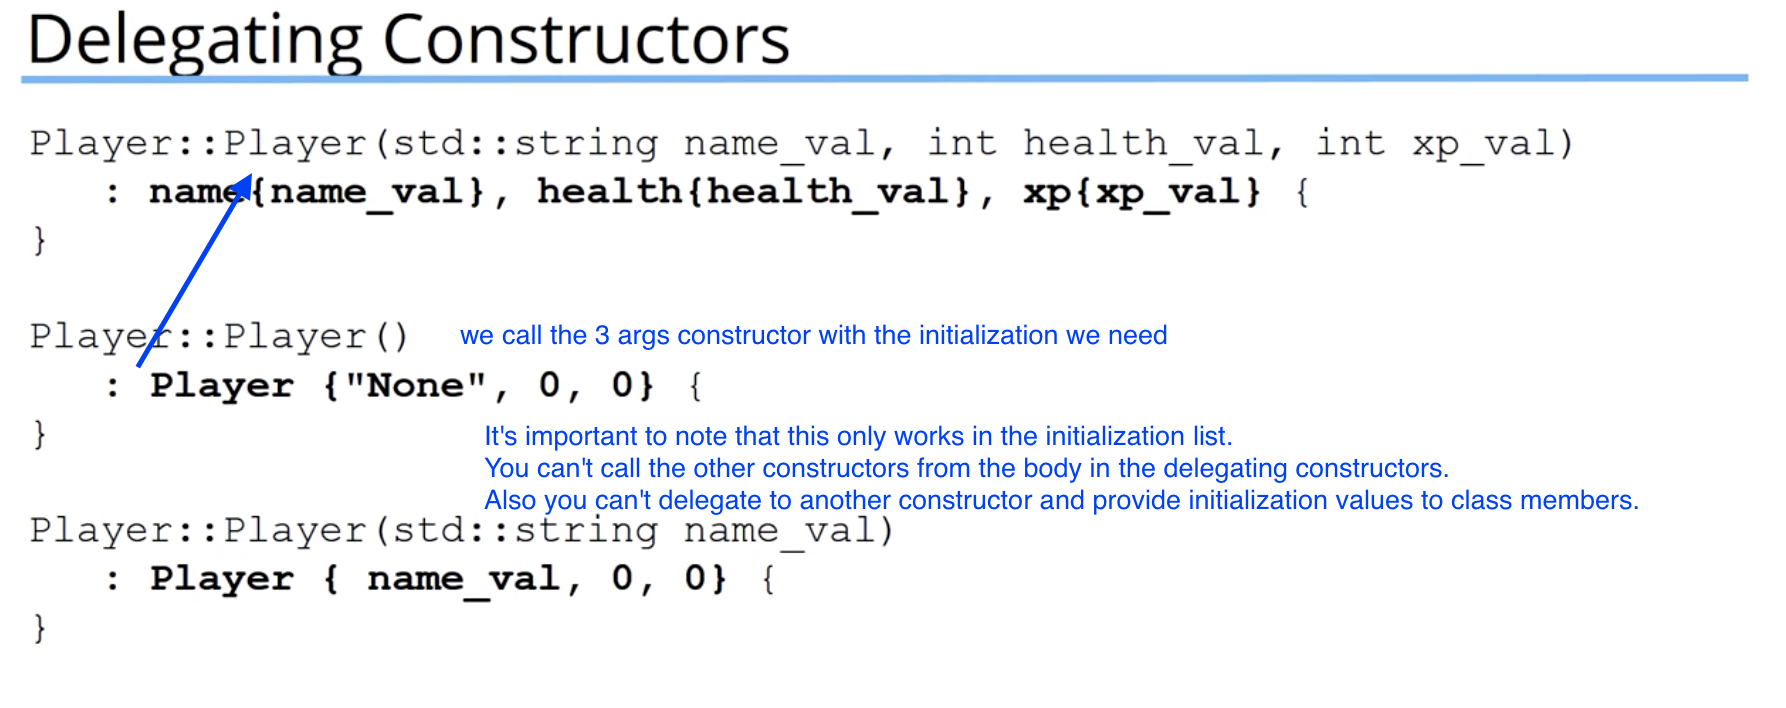 Delegating Constructors
Player::Player(std::string name_val, int health_val, int xp_val)
: name{name_val}, health{health_val}, xp{xp_val} {
}
Player::Player() we call the 3 args constructor with the initialization we need
: Player {"None", 0, 0} {
}
It's important to note that this only works in the initialization list.
You can't call the other constructors from the body in the delegating constructors.
Also you can't delegate to another constructor and provide initialization values to class members.
Player::Player(std::string name_val)
: Player { name_val, 0, 0} {
}